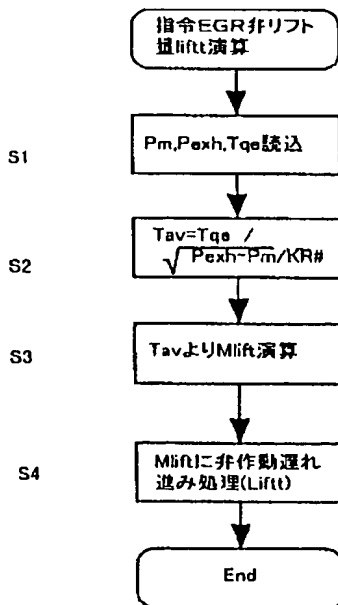 指令EGR弁リフト
量liftt演算
S1
Pm,Pexh,Tqe読込
S2
Tav=Tqe /
√Pexh-Pm/KR#
S3
TavよりMlift演算
S4
Mliftに弁作動遅れ
進み処理(Liftt)
End